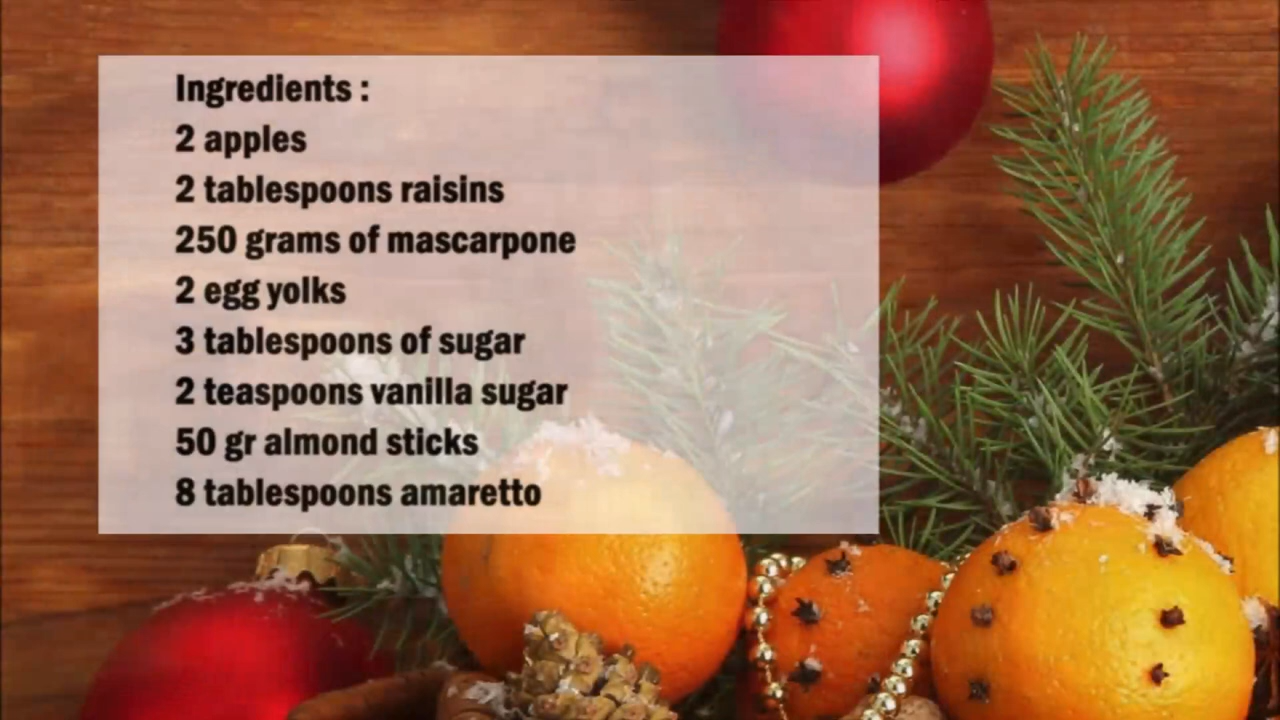 Ingredients :
2 apples
2 tablespoons raisins
250 grams of mascarpone
2 egg yolks
3 tablespoons of sugar
2 teaspoons vanilla sugar
50 gr almond sticks
8 tablespoons amaretto